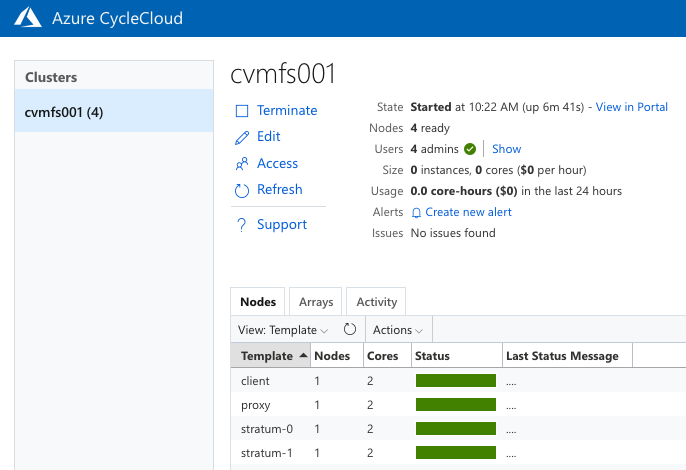 Azure CycleCloud
Clusters
cvmfs001 (4)
cvmfs001
Terminate
Edit
Access
Refresh
Support
State Started at 10:22 AM (up 6m 41s) - View in Portal
Nodes 4 ready
Users 4 admins Show
Size 0 instances, 0 cores ($0 per hour)
Usage 0.0 core-hours ($0) in the last 24 hours
Alerts Create new alert
Issues No issues found
Nodes Arrays Activity
View: Template Actions
Template Nodes Cores Status Last Status Message
client 1 2 ....
proxy 1 2 ....
stratum-0 1 2 ....
stratum-1 1 2 ....